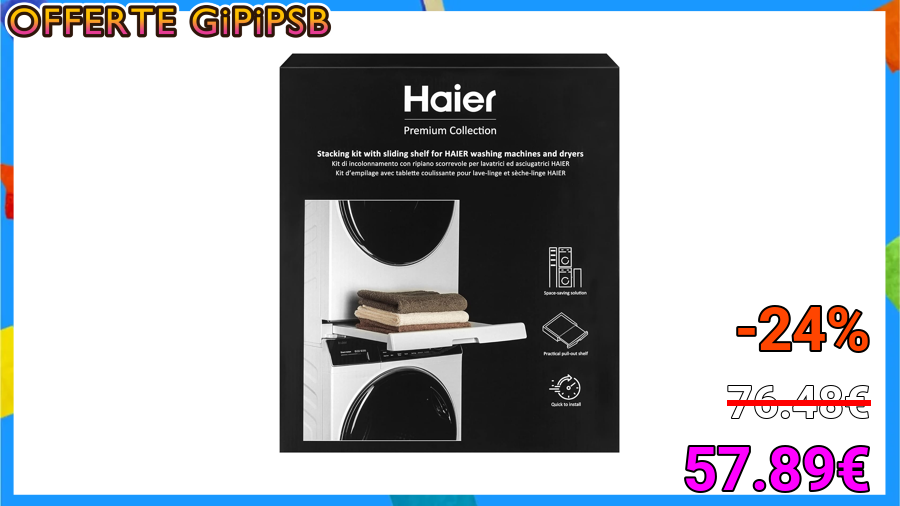 OFFERTE GiPiPSB
Haier
Premium Collection
Stacking kit with sliding shelf for HAIER washing machines and dryers
Kit di incolonnamento con ripiano scorrevole per lavatrici ed asciugatrici HAIER
Kit d'empilage avec tablette coulissante pour lave-linge et sèche-linge HAIER
Space-saving solution
Practical pull-out shelf
Quick to install
-24%
76.48€
57.89€